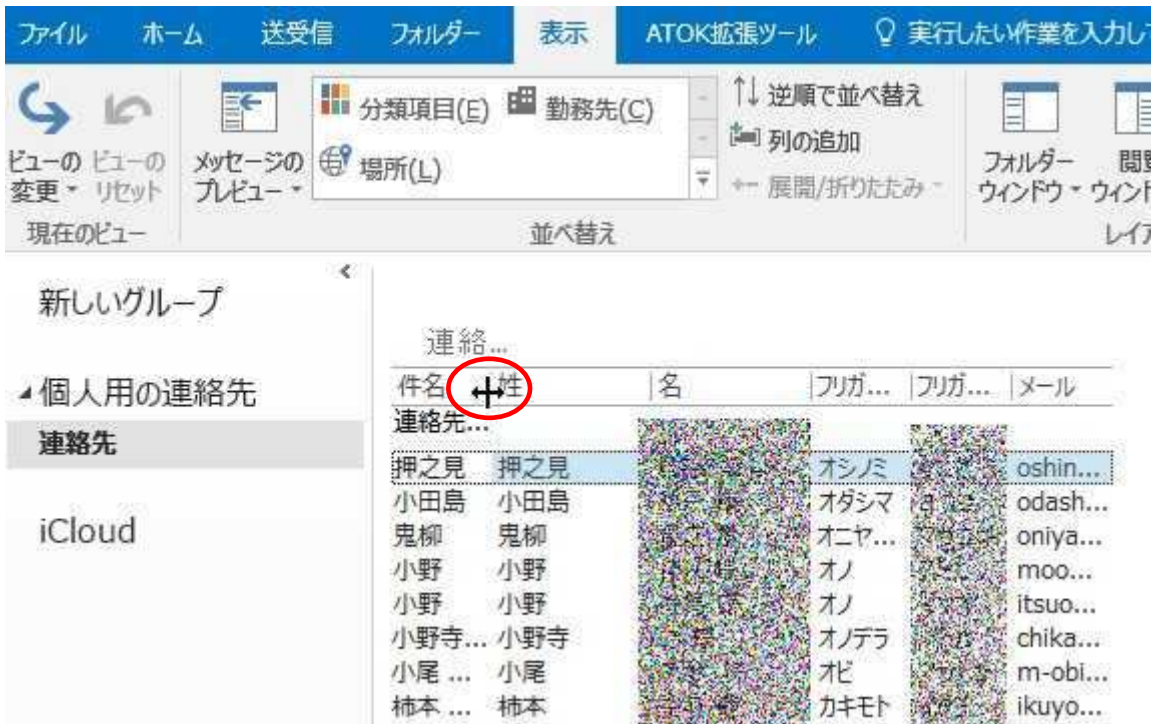 ファイル ホーム 送受信 フォルダー 表示 ATOK拡張ツール 実行したい作業を入力して
ビューの変更 ビューのリセット メッセージのプレビュー
分類項目(E) 勤務先(C)
場所(L)
逆順で並べ替え
列の追加
展開/折りたたみ
フォルダーウィンドウ
現在のビュー 並べ替え
新しいグループ
個人用の連絡先
連絡先
iCloud
連絡...
件名 姓 名 フリガ... フリガ... メール
連絡先...
押之見 押之見 オシノミ oshin...
小田島 小田島 オダシマ odash...
鬼柳 鬼柳 オニヤ... oniya...
小野 小野 オノ moo...
小野 小野 オノ itsuo...
小野寺... 小野寺 オノデラ chika...
小尾 ... 小尾 オビ m-obi...
柿本 ... 柿本 カキモト ikuyo...